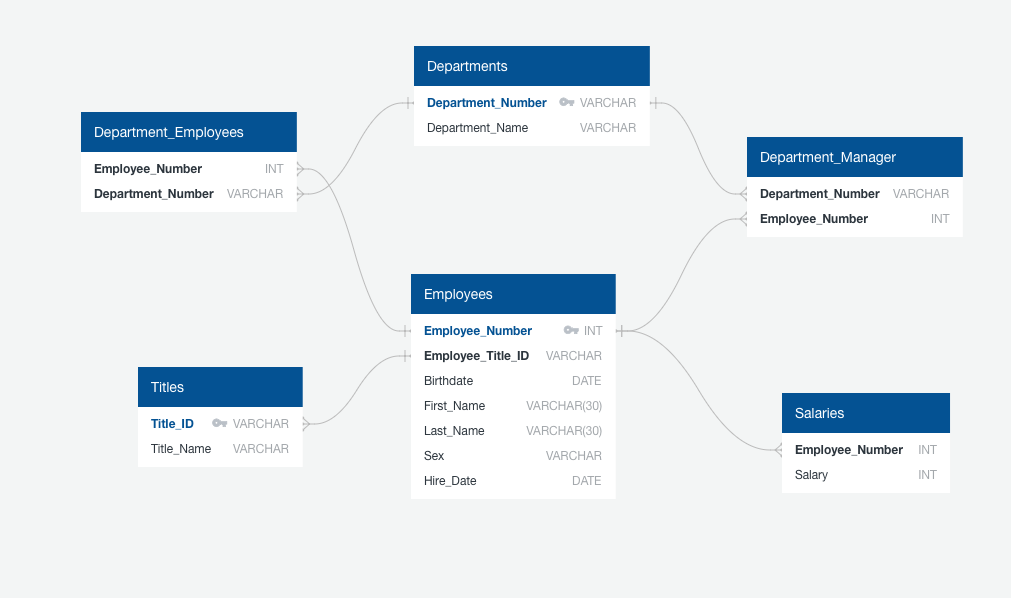 Departments
Department_Number VARCHAR
Department_Name VARCHAR
Department_Employees
Employee_Number INT
Department_Number VARCHAR
Department_Manager
Department_Number VARCHAR
Employee_Number INT
Employees
Employee_Number INT
Employee_Title_ID VARCHAR
Birthdate DATE
First_Name VARCHAR(30)
Last_Name VARCHAR(30)
Sex VARCHAR
Hire_Date DATE
Titles
Title_ID VARCHAR
Title_Name VARCHAR
Salaries
Employee_Number INT
Salary INT